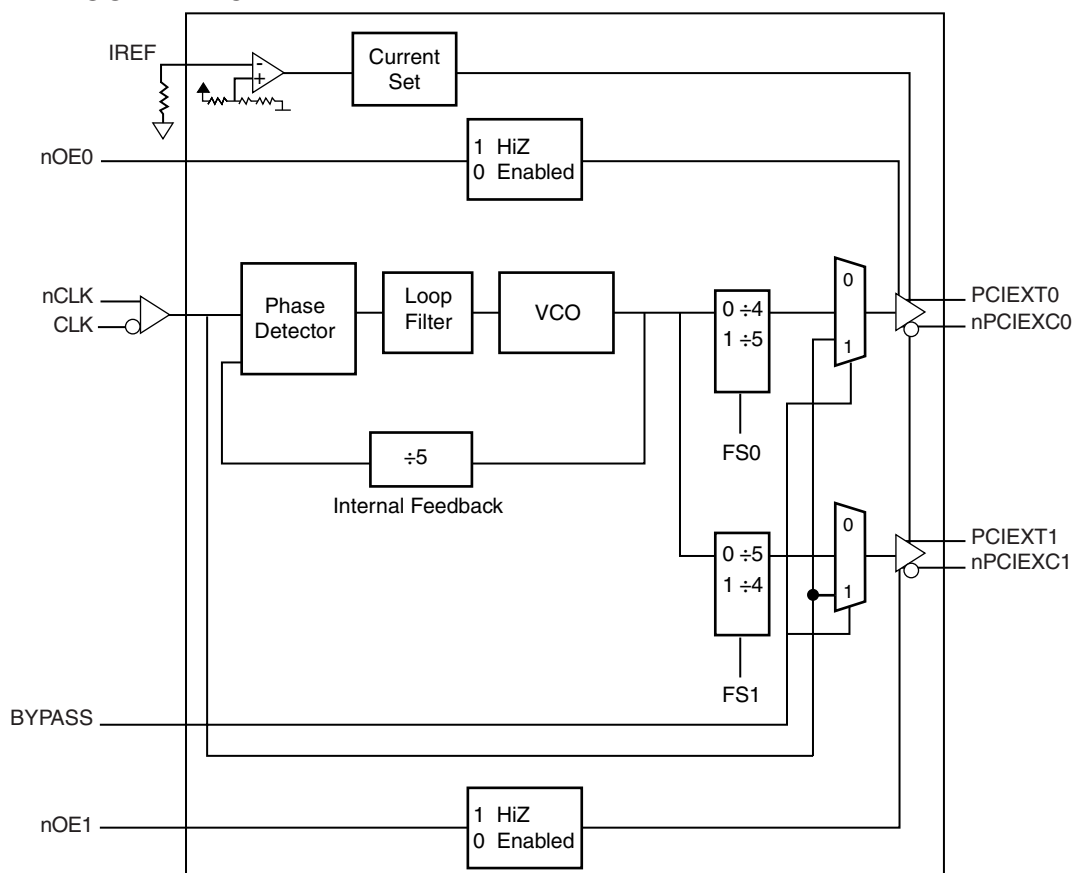 IREF
-
+
Current
Set
nOE0
1 HiZ
0 Enabled
nCLK
CLK
Phase
Detector
Loop
Filter
VCO
0 ÷4
1 ÷5
FS0
0
1
PCIEXT0
nPCIEXC0
÷5
Internal Feedback
0 ÷5
1 ÷4
FS1
0
1
PCIEXT1
nPCIEXC1
BYPASS
nOE1
1 HiZ
0 Enabled